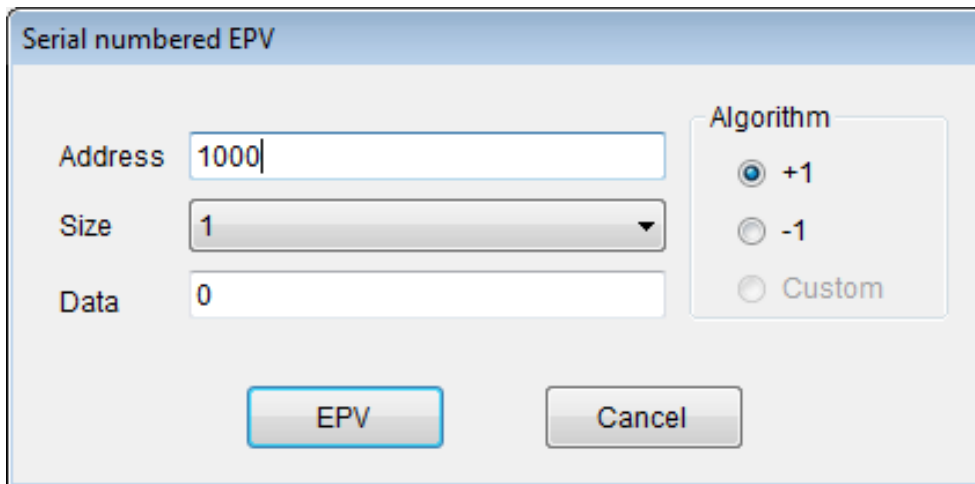 Serial numbered EPV
Algorithm
Address 1000
+1
Size 1
-1
Data 0
Custom
EPV Cancel